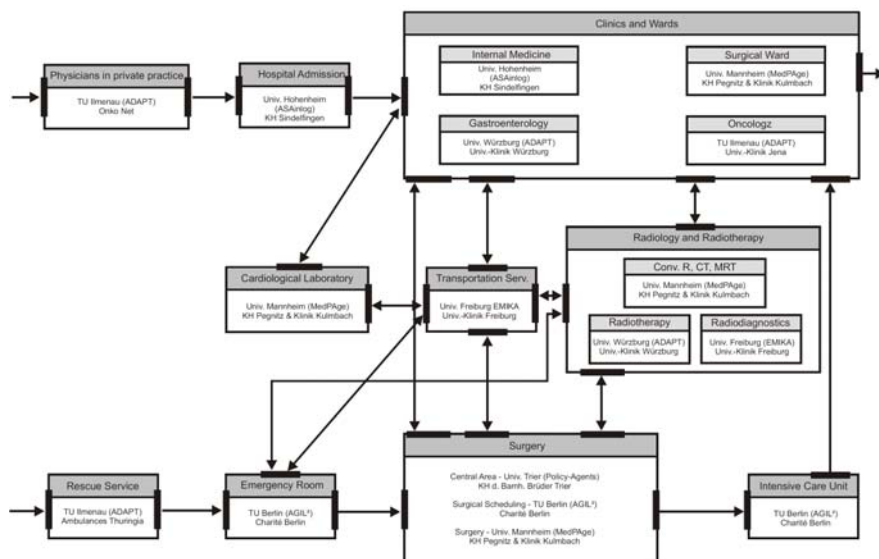 Clinics and Wards
Internal Medicine
Univ. Hohenheim
(ASAinlog)
KH Sindelfingen
Surgical Ward
Univ. Mannheim (MedPAge)
KH Pegnitz & Klinik Kulmbach
Physicians in private practice
TU Ilmenau (ADAPT)
Onko Net
Hospital Admission
Univ. Hohenheim
(ASAinlog)
KH Sindelfingen
Gastroenterology
Univ. Würzburg (ADAPT)
Univ.-Klinik Würzburg
Oncologz
TU Ilmenau (ADAPT)
Univ.-Klinik Jena
Radiology and Radiotherapy
Cardiological Laboratory
Univ. Mannheim (MedPAge)
KH Pegnitz & Klinik Kulmbach
Transportation Serv.
Univ. Freiburg EMIKA
Univ.-Klinik Freiburg
Conv. R, CT, MRT
Univ. Mannheim (MedPAge)
KH Pegnitz & Klinik Kulmbach
Radiotherapy
Univ. Würzburg (ADAPT)
Univ.-Klinik Würzburg
Radiodiagnostics
Univ. Freiburg (EMIKA)
Univ.-Klinik Freiburg
Surgery
Central Area - Univ. Trier (Policy-Agents)
KH d. Barmh. Brüder Trier
Surgical Scheduling - TU Berlin (AGIL³)
Charité Berlin
Surgery - Univ. Mannheim (MedPAge)
KH Pegnitz & Klinik Kulmbach
Rescue Service
TU Ilmenau (ADAPT)
Ambulances Thuringia
Emergency Room
TU Berlin (AGIL³)
Charité Berlin
Intensive Care Unit
TU Berlin (AGIL³)
Charité Berlin